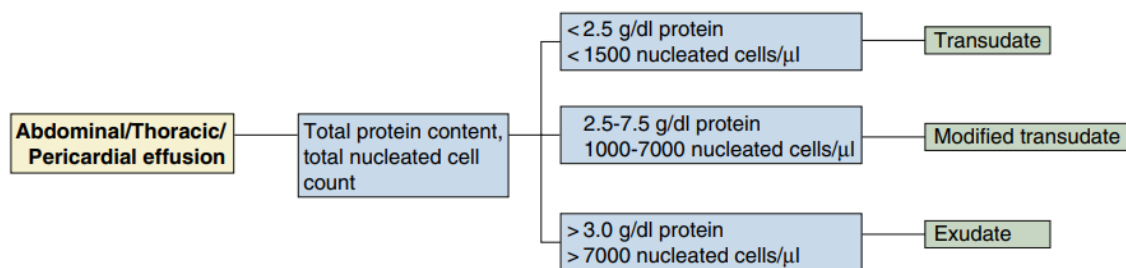 Abdominal/Thoracic/
Pericardial effusion
Total protein content,
total nucleated cell
count
< 2.5 g/dl protein
< 1500 nucleated cells/μl
Transudate
2.5-7.5 g/dl protein
1000-7000 nucleated cells/μl
Modified transudate
> 3.0 g/dl protein
> 7000 nucleated cells/μl
Exudate